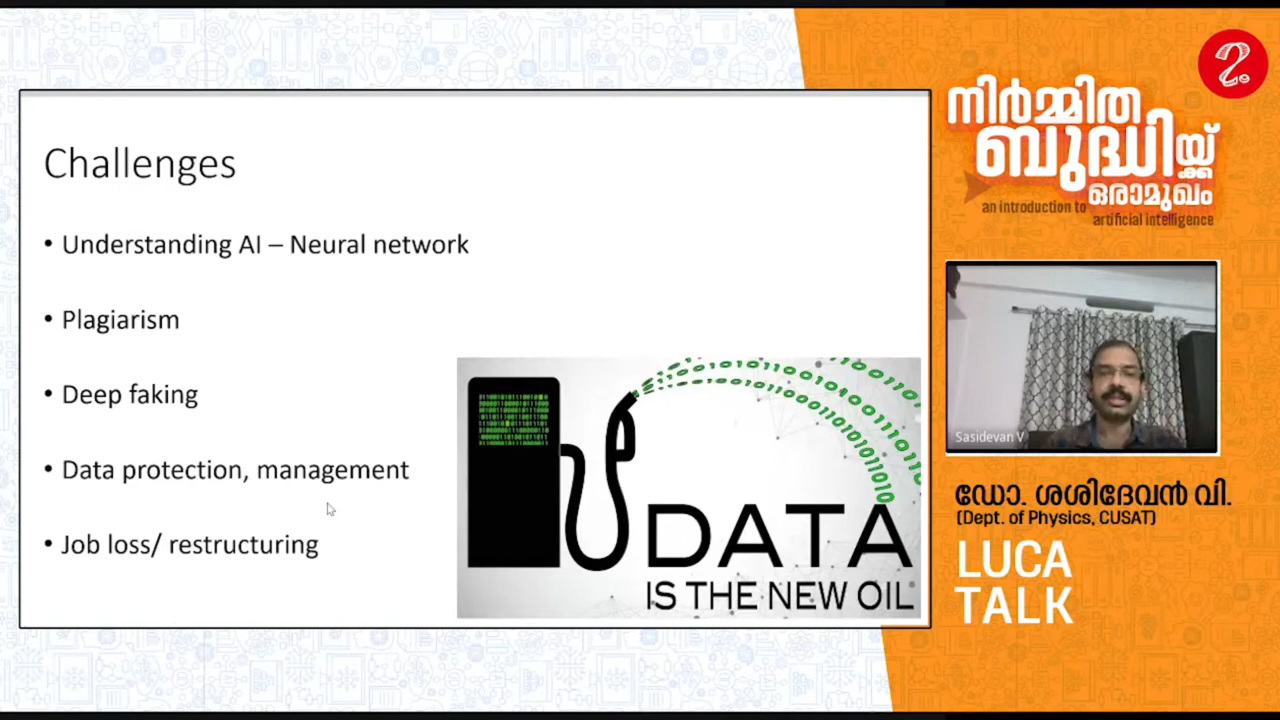 Challenges
• Understanding AI – Neural network
• Plagiarism
• Deep faking
• Data protection, management
• Job loss/ restructuring
DATA
IS THE NEW OIL
നിർമ്മിത
ബുദ്ധിയ്ക്ക്
ഒരാമുഖം
an introduction to
artificial intelligence
Sasidevan V
ഡോ. ശശിദേവൻ വി.
(Dept. of Physics, CUSAT)
LUCA
TALK